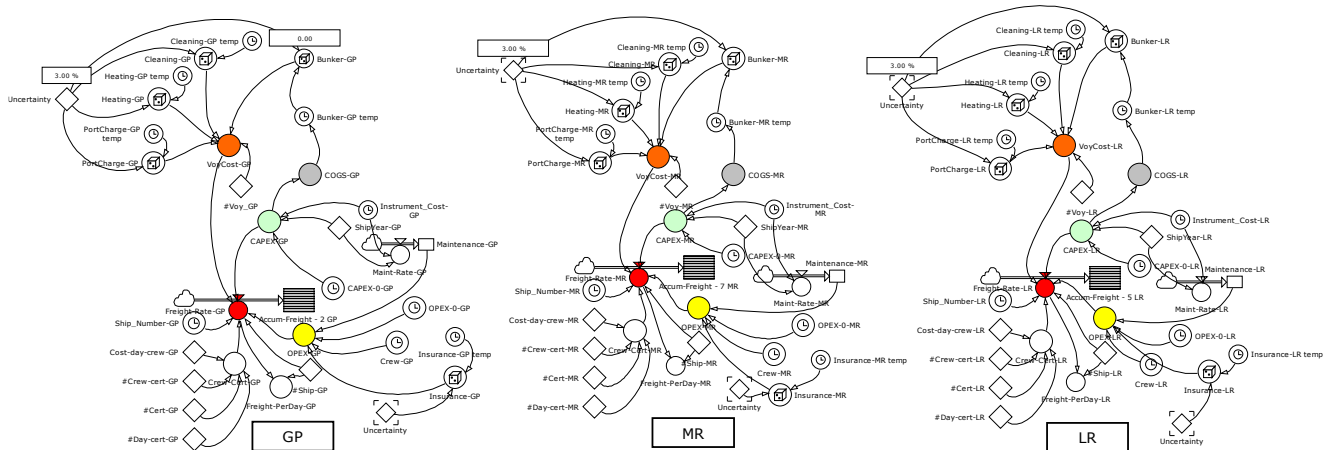 0.00
Cleaning-GP temp
Cleaning-GP
Bunker-GP
3.00 %
Heating-GP temp
Uncertainty
Heating-GP
Bunker-GP temp
PortCharge-GP
temp
PortCharge-GP
VoyCost-GP
COGS-GP
#Voy_GP
Instrument_Cost-
GP
ShipYear-GP
CAPEX-GP
Maintenance-GP
Maint-Rate-GP
CAPEX-0-GP
Freight-Rate-GP
Accum-Freight - 2 GP
OPEX-0-GP
Ship_Number-GP
OPEX-GP
Insurance-GP temp
Cost-day-crew-GP
Crew-GP
Crew-Cert-GP
#Crew-cert-GP
#Ship-GP
Insurance-GP
Freight-PerDay-GP
#Cert-GP
Uncertainty
#Day-cert-GP
GP
3.00 %
Cleaning-MR temp
Cleaning-MR
Bunker-MR
Uncertainty
Heating-MR temp
Heating-MR
Bunker-MR temp
PortCharge-MR
temp
PortCharge-MR
VoyCost-MR
COGS-MR
#Voy-MR
Instrument_Cost-
MR
ShipYear-MR
CAPEX-MR
CAPEX-0-MR
Maintenance-MR
Freight-Rate-MR
Accum-Freight - 7 MR
Maint-Rate-MR
Ship_Number-MR
Cost-day-crew-MR
OPEX-MR
OPEX-0-MR
Crew-Cert-MR
#Crew-cert-MR
#Ship-MR
Insurance-MR temp
Crew-MR
#Cert-MR
Freight-PerDay-MR
Insurance-MR
#Day-cert-MR
Uncertainty
MR
3.00 %
Cleaning-LR temp
Cleaning-LR
Bunker-LR
Uncertainty
Heating-LR temp
Heating-LR
Bunker-LR temp
PortCharge-LR temp
VoyCost-LR
PortCharge-LR
COGS-LR
#Voy-LR
Instrument_Cost-LR
ShipYear-LR
CAPEX-LR
CAPEX-0-LR
Maintenance-LR
Freight-Rate-LR
Accum-Freight - 5 LR
Ship_Number-LR
Maint-Rate-LR
Cost-day-crew-LR
OPEX-LR
OPEX-0-LR
Crew-Cert-LR
#Crew-cert-LR
#Ship-LR
Insurance-LR temp
Crew-LR
Insurance-LR
#Cert-LR
Freight-PerDay-LR
#Day-cert-LR
Uncertainty
LR